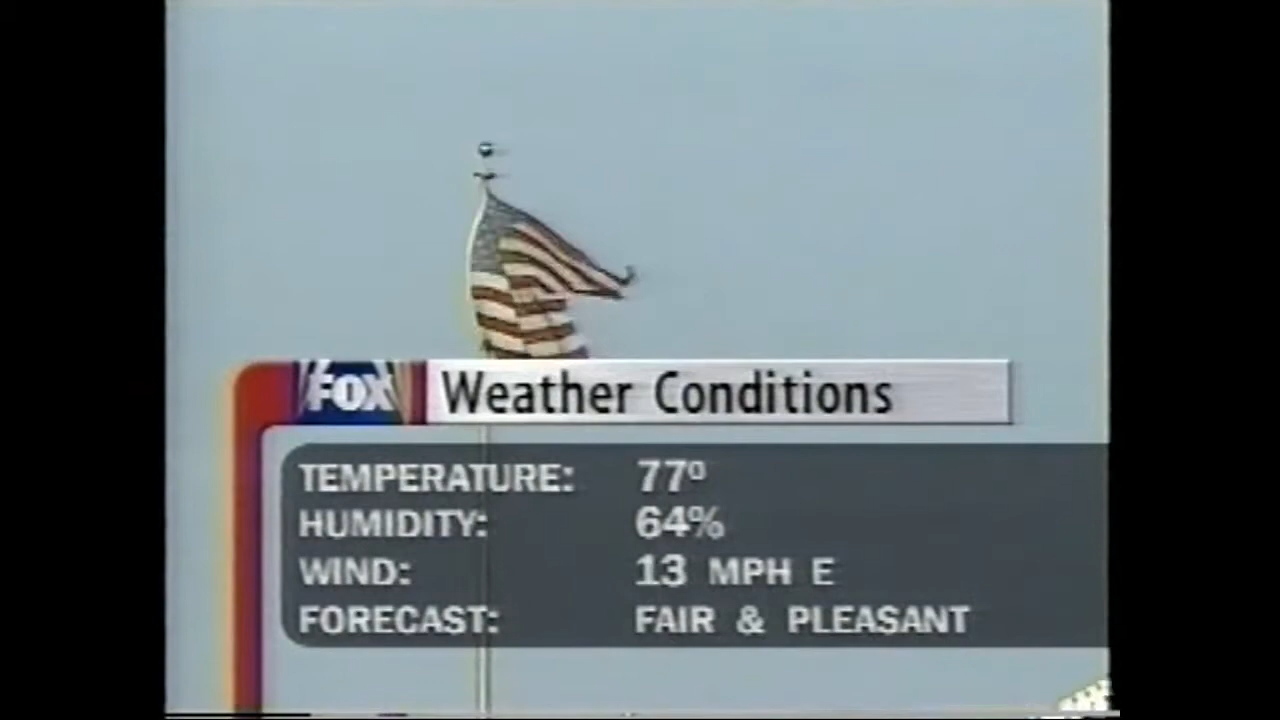 FOX Weather Conditions
TEMPERATURE: 77º
HUMIDITY: 64%
WIND: 13 MPH E
FORECAST: FAIR & PLEASANT